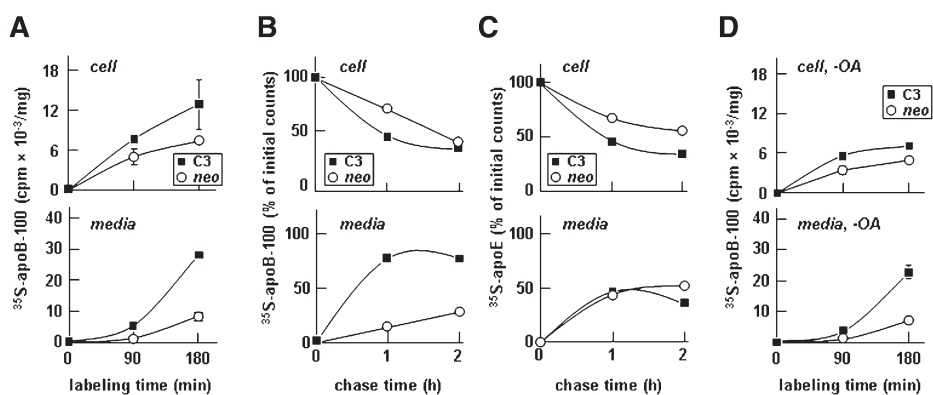 A
cell
18
12
6
0
C3
neo
media
40
30
20
10
0
0 90 180
labeling time (min)
³⁵S-apoB-100 (cpm × 10⁻³/mg)
B
cell
100
50
0
C3
neo
media
100
50
0
0 1 2
chase time (h)
³⁵S-apoB-100 (% of initial counts)
C
cell
100
50
0
C3
neo
media
100
50
0
0 1 2
chase time (h)
³⁵S-apoE (% of initial counts)
D
cell, -OA
18
12
6
0
C3
neo
media, -OA
40
30
20
10
0
0 90 180
labeling time (min)
³⁵S-apoB-100 (cpm × 10⁻³/mg)